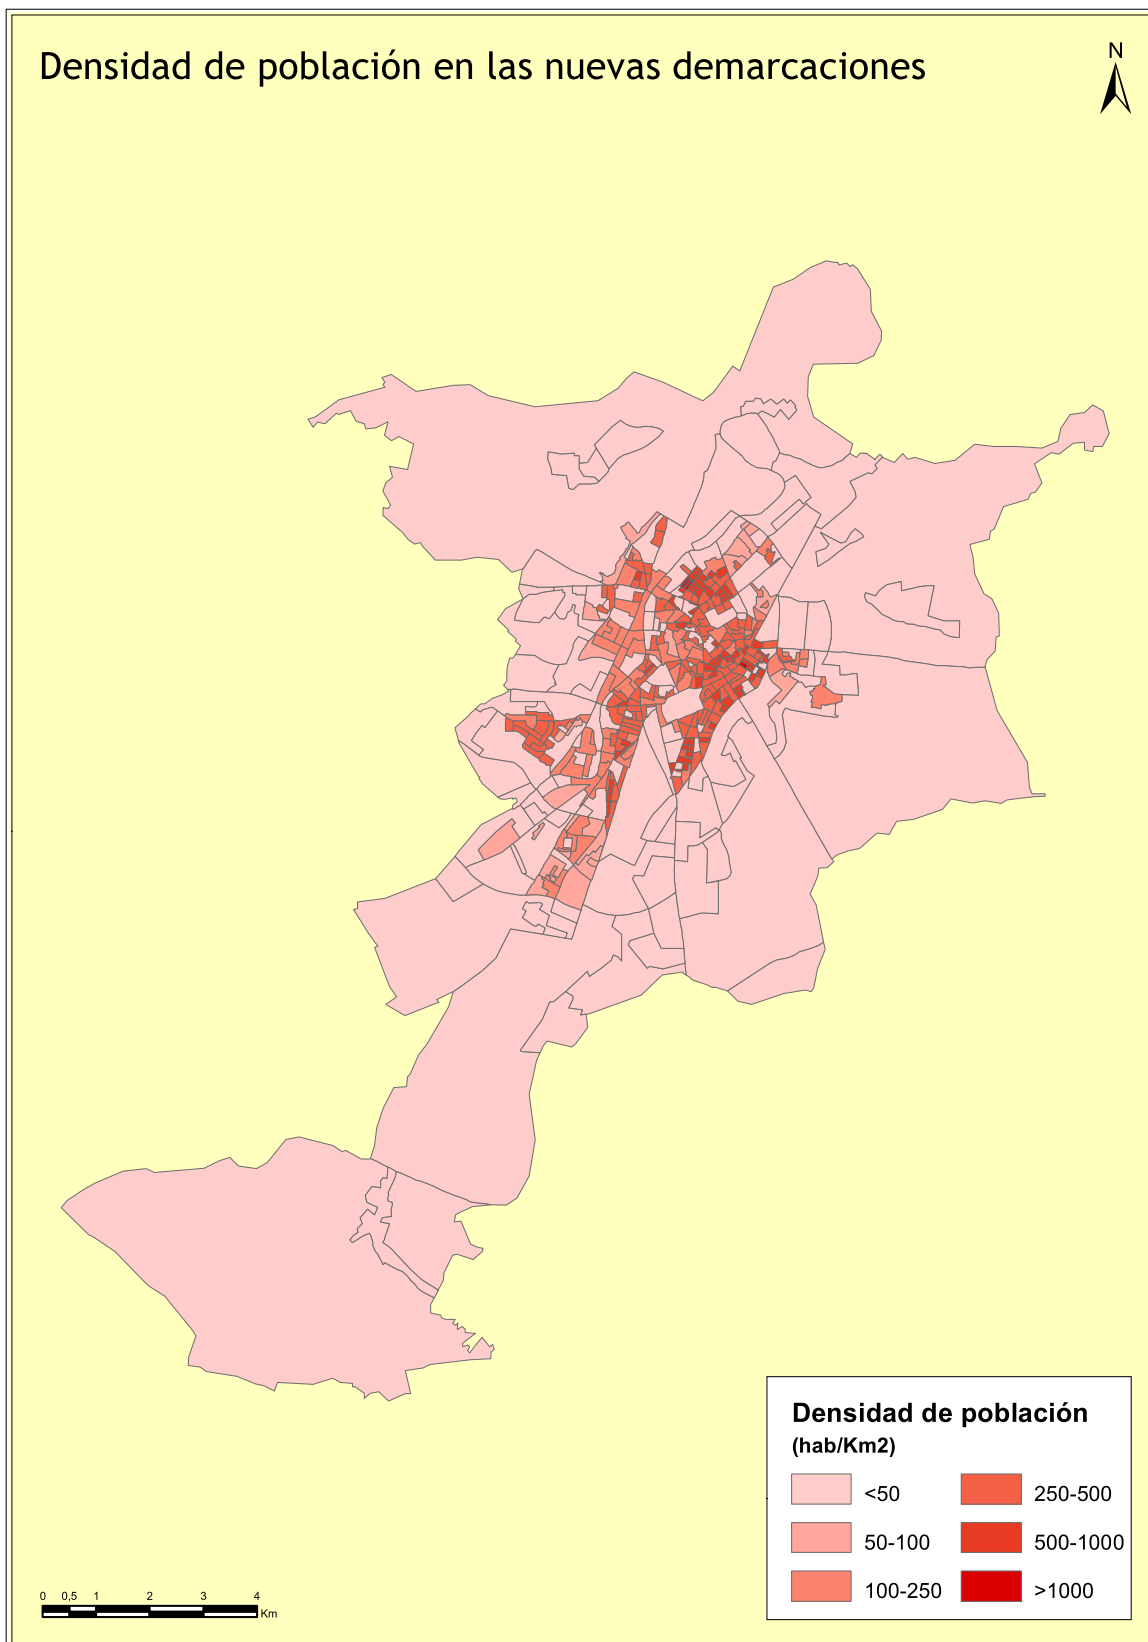 Densidad de población en las nuevas demarcaciones
N
Densidad de población
(hab/Km2)
<50
250-500
50-100
500-1000
100-250
>1000
0 0,5 1 2 3 4
Km